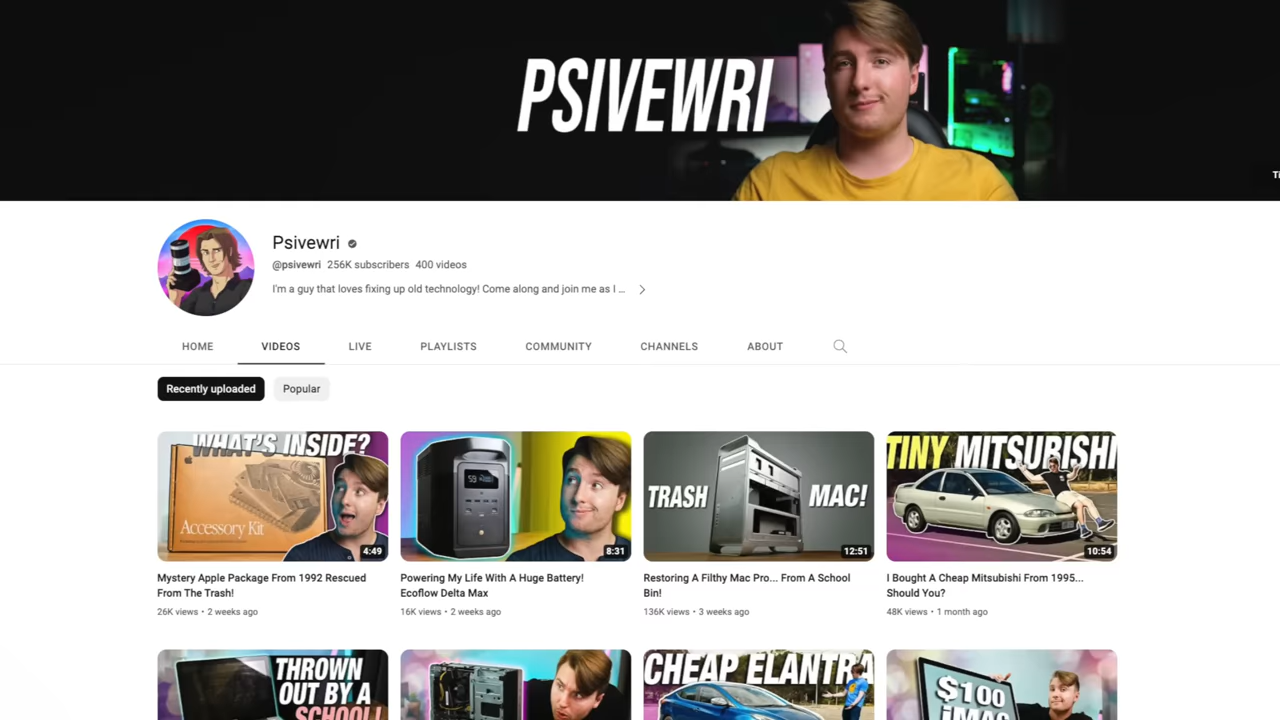 PSIVEWRI
Psivewri
@psivewri 256K subscribers 400 videos
I'm a guy that loves fixing up old technology! Come along and join me as I ...
HOME VIDEOS LIVE PLAYLISTS COMMUNITY CHANNELS ABOUT
Recently uploaded Popular
WHAT'S INSIDE?
Accessory Kit
4:49
59
8:31
TRASH MAC!
12:51
TINY MITSUBISHI
10:54
Mystery Apple Package From 1992 Rescued
From The Trash!
26K views • 2 weeks ago
Powering My Life With A Huge Battery!
Ecoflow Delta Max
16K views • 2 weeks ago
Restoring A Filthy Mac Pro... From A School
Bin!
136K views • 3 weeks ago
I Bought A Cheap Mitsubishi From 1995...
Should You?
48K views • 1 month ago
THROWN
OUT BY A
SCHOOL!
CHEAP ELANTRA
$100
iMAC